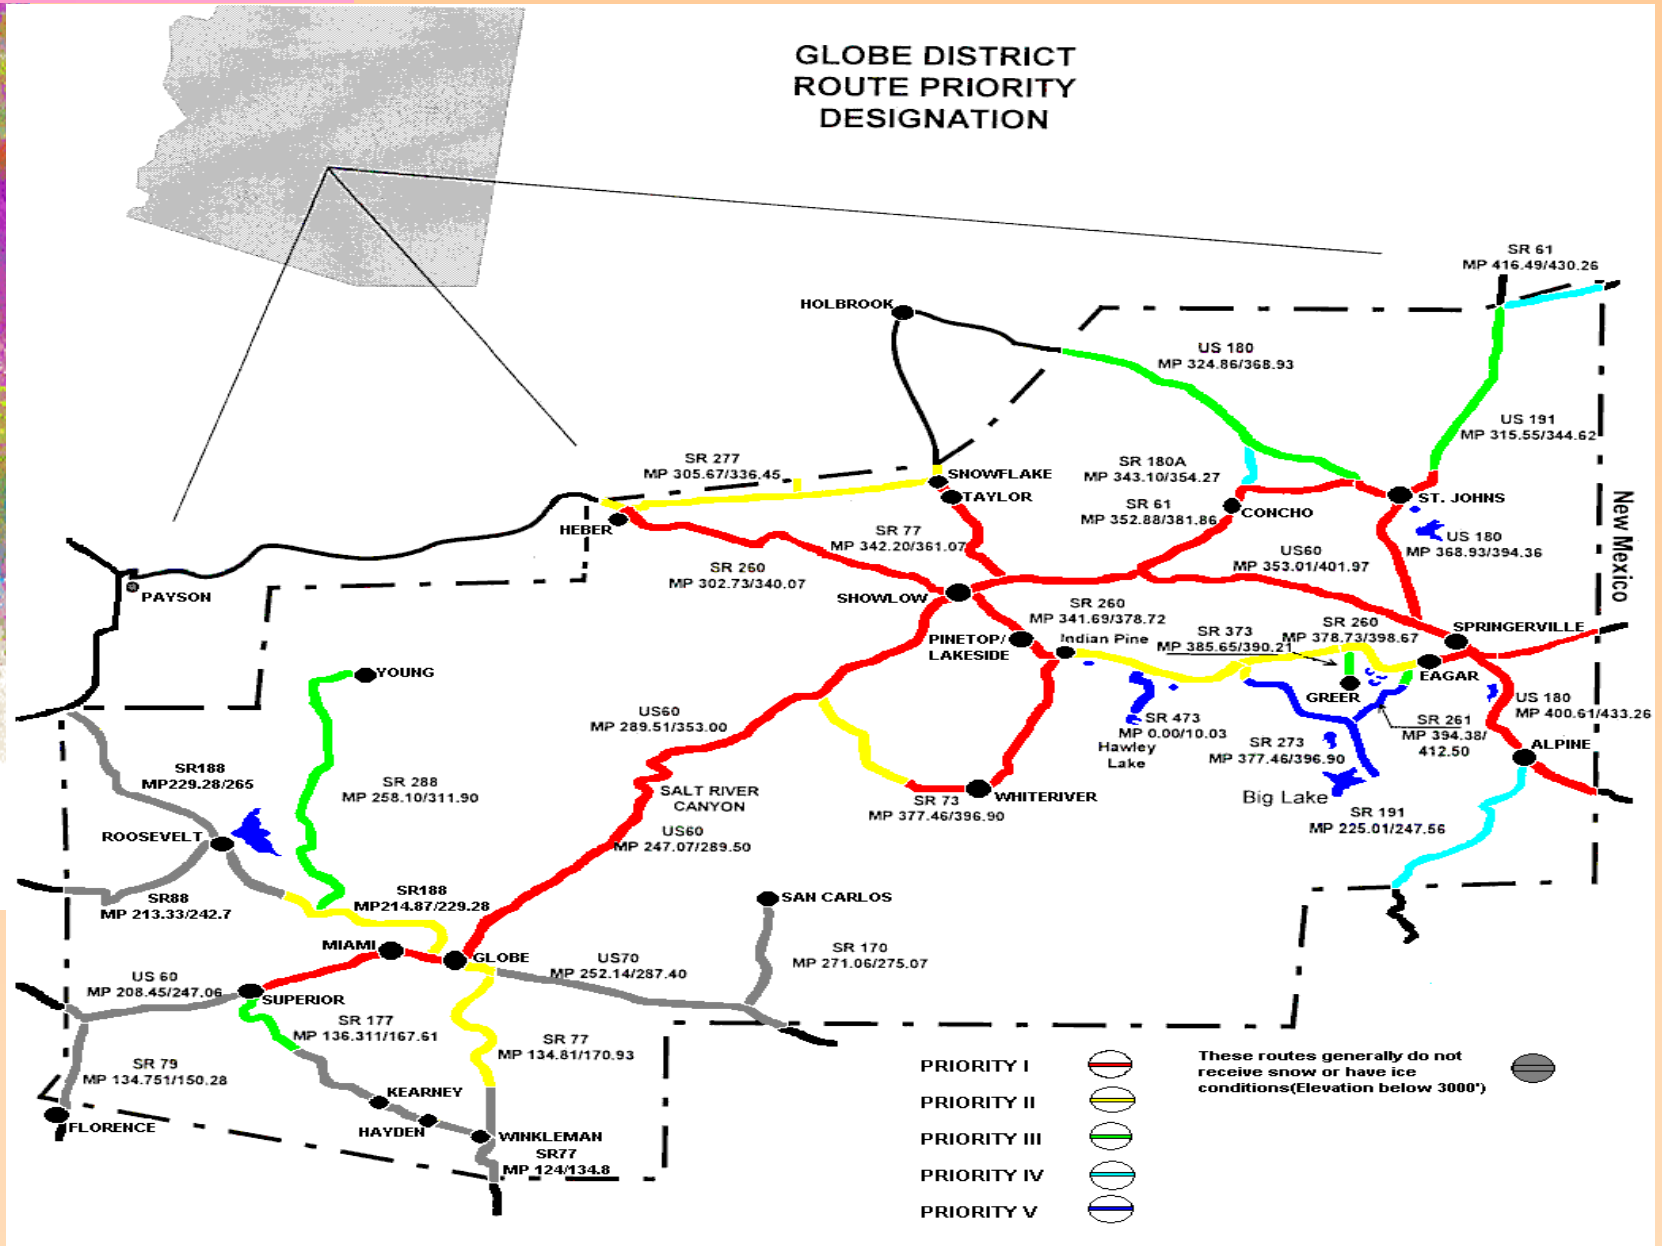 GLOBE DISTRICT
ROUTE PRIORITY
DESIGNATION
SR 61
MP 416.49/430.26
HOLBROOK
US 180
MP 324.86/368.93
US 191
MP 315.55/344.62
SR 277
MP 305.67/336.45
SNOWFLAKE
TAYLOR
SR 180A
MP 343.10/354.27
SR 61
MP 352.88/381.86
CONCHO
ST. JOHNS
New Mexico
HEBER
SR 77
MP 342.20/361.07
US 180
MP 368.93/394.36
US60
MP 353.01/401.97
SR 260
MP 302.73/340.07
PAYSON
SHOWLOW
SR 260
MP 341.69/378.72
PINETOP/
LAKESIDE
Indian Pine
SR 373
MP 385.65/390.21
SR 260
MP 378.73/398.67
SPRINGERVILLE
EAGAR
GREER
YOUNG
US60
MP 289.51/353.00
SR 473
MP 0.00/10.03
Hawley
Lake
SR 273
MP 377.46/396.90
SR 261
MP 394.38/
412.50
US 180
MP 400.61/433.26
ALPINE
SR188
MP229.28/265
SR 288
MP 258.10/311.90
SALT RIVER
CANYON
US60
MP 247.07/289.50
SR 73
MP 377.46/396.90
WHITERIVER
Big Lake
SR 191
MP 225.01/247.56
ROOSEVELT
SR88
MP 213.33/242.7
SR188
MP214.87/229.28
SAN CARLOS
MIAMI
GLOBE
US70
MP 252.14/287.40
SR 170
MP 271.06/275.07
US 60
MP 208.45/247.06
SUPERIOR
SR 177
MP 136.311/167.61
SR 77
MP 134.81/170.93
SR 79
MP 134.751/150.28
KEARNEY
HAYDEN
FLORENCE
WINKLEMAN
SR77
MP 124/134.8
PRIORITY I
PRIORITY II
PRIORITY III
PRIORITY IV
PRIORITY V
These routes generally do not
receive snow or have ice
conditions(Elevation below 3000')